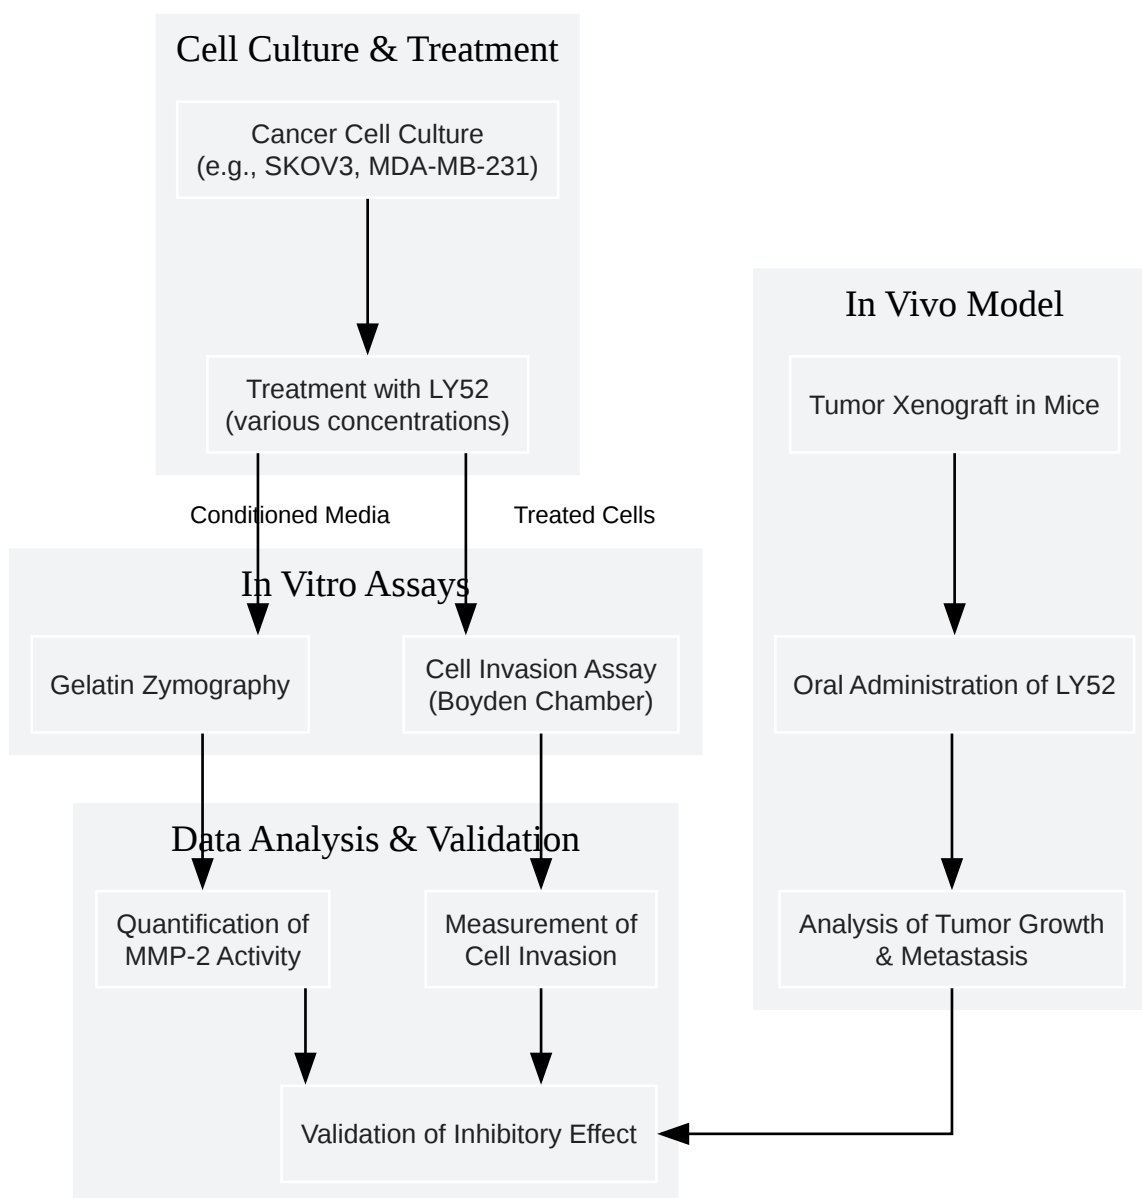 Cell Culture & Treatment
Cancer Cell Culture
(e.g., SKOV3, MDA-MB-231)
Treatment with LY52
(various concentrations)
Conditioned Media
Treated Cells
In Vitro Assays
Gelatin Zymography
Cell Invasion Assay
(Boyden Chamber)
Data Analysis & Validation
Quantification of
MMP-2 Activity
Measurement of
Cell Invasion
Validation of Inhibitory Effect
In Vivo Model
Tumor Xenograft in Mice
Oral Administration of LY52
Analysis of Tumor Growth
& Metastasis